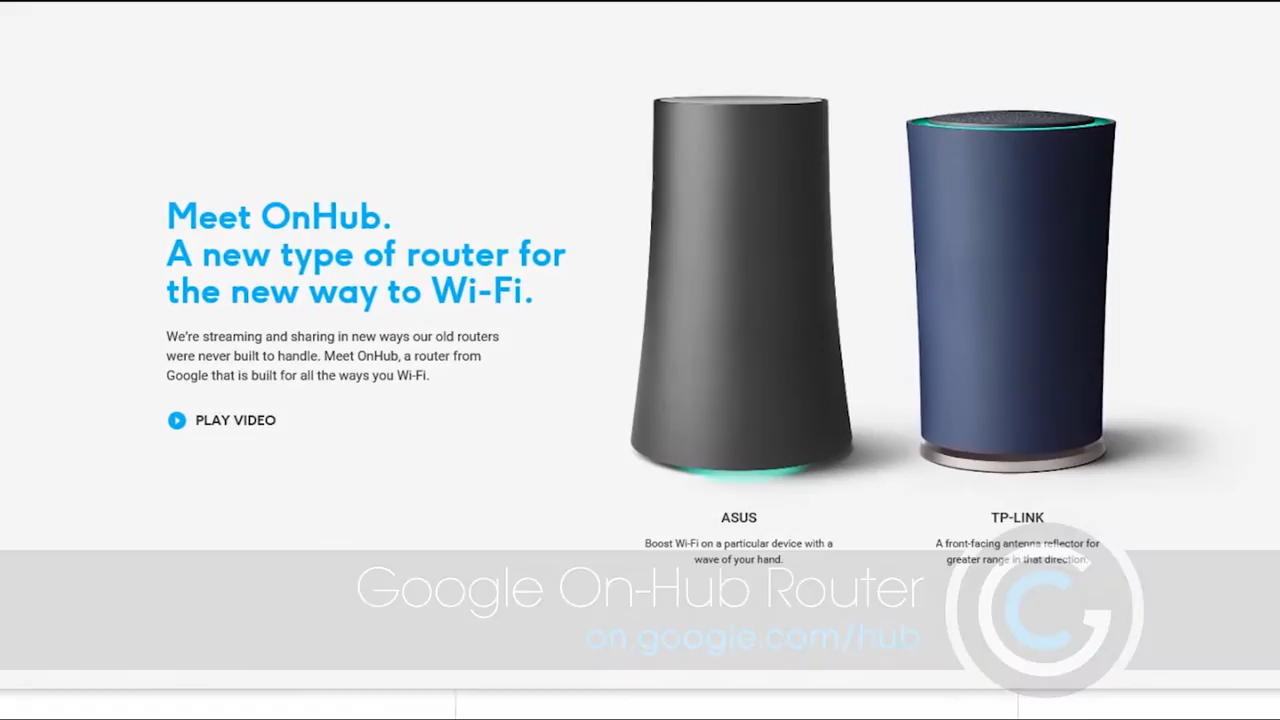 Meet OnHub.
A new type of router for
the new way to Wi-Fi.
We're streaming and sharing in new ways our old routers
were never built to handle. Meet OnHub, a router from
Google that is built for all the ways you Wi-Fi.
PLAY VIDEO
ASUS
Boost Wi-Fi on a particular device with a
wave of your hand.
TP-LINK
A front-facing antenna reflector for
greater range in that direction.
Google On-Hub Router
on.google.com/hub
GC